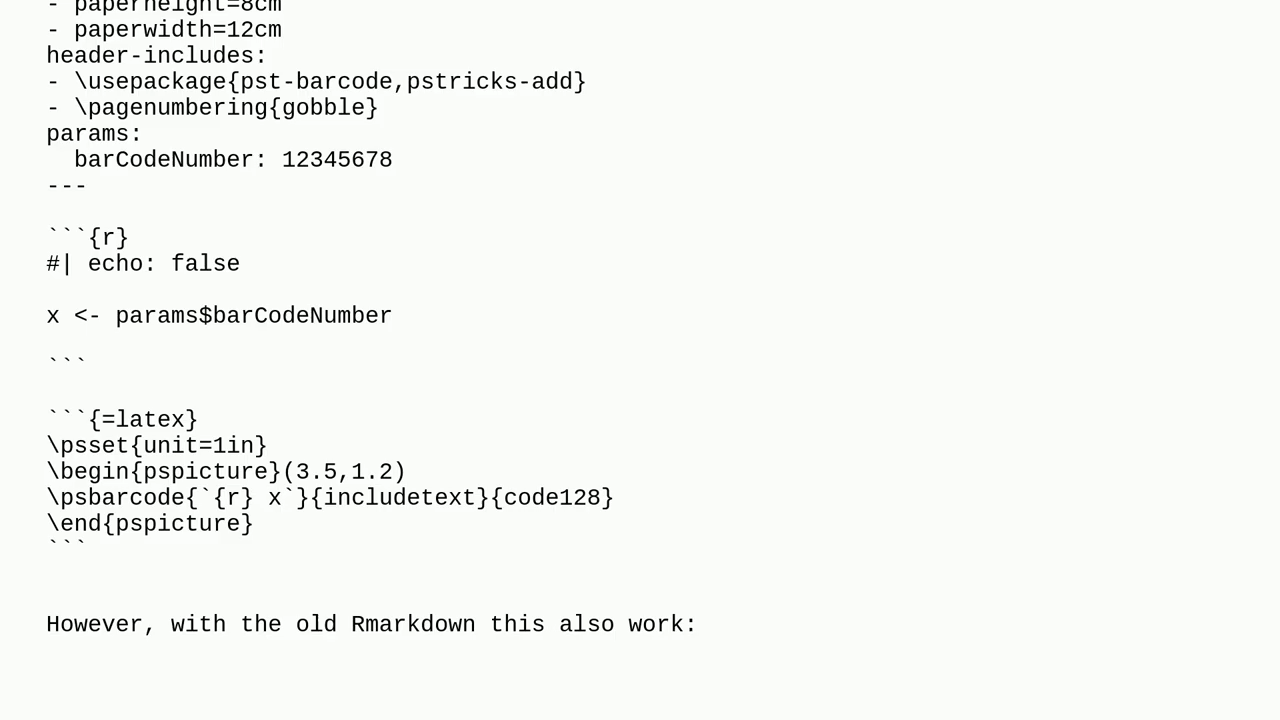 - paperheight=8cm
- paperwidth=12cm
header-includes:
- \usepackage{pst-barcode,pstricks-add}
- \pagenumbering{gobble}
params:
  barCodeNumber: 12345678
---
```{r}
#| echo: false
x <- params$barCodeNumber
```
```{=latex}
\psset{unit=1in}
\begin{pspicture}(3.5,1.2)
\psbarcode{`{r} x`}{includetext}{code128}
\end{pspicture}
```
However, with the old Rmarkdown this also work: